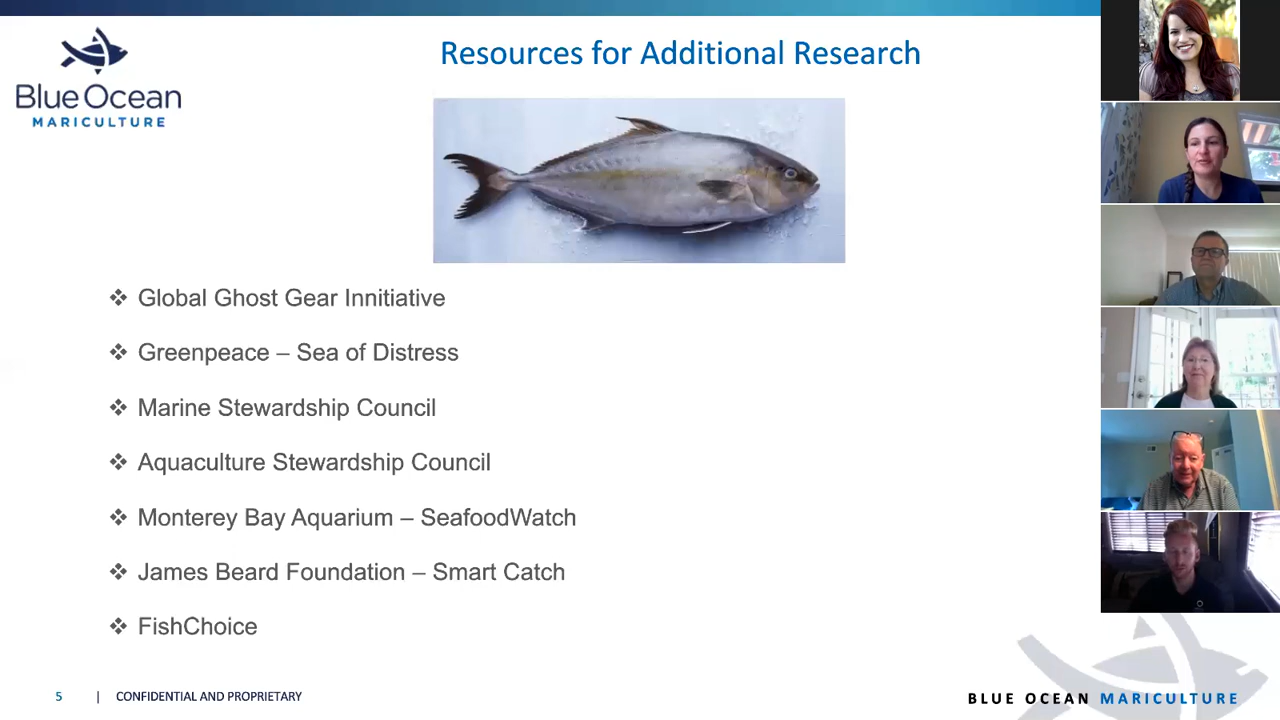 Blue Ocean
MARICULTURE
Resources for Additional Research
❖ Global Ghost Gear Innitiative
❖ Greenpeace – Sea of Distress
❖ Marine Stewardship Council
❖ Aquaculture Stewardship Council
❖ Monterey Bay Aquarium – SeafoodWatch
❖ James Beard Foundation – Smart Catch
❖ FishChoice
5 | CONFIDENTIAL AND PROPRIETARY
BLUE OCEAN MARICULTURE